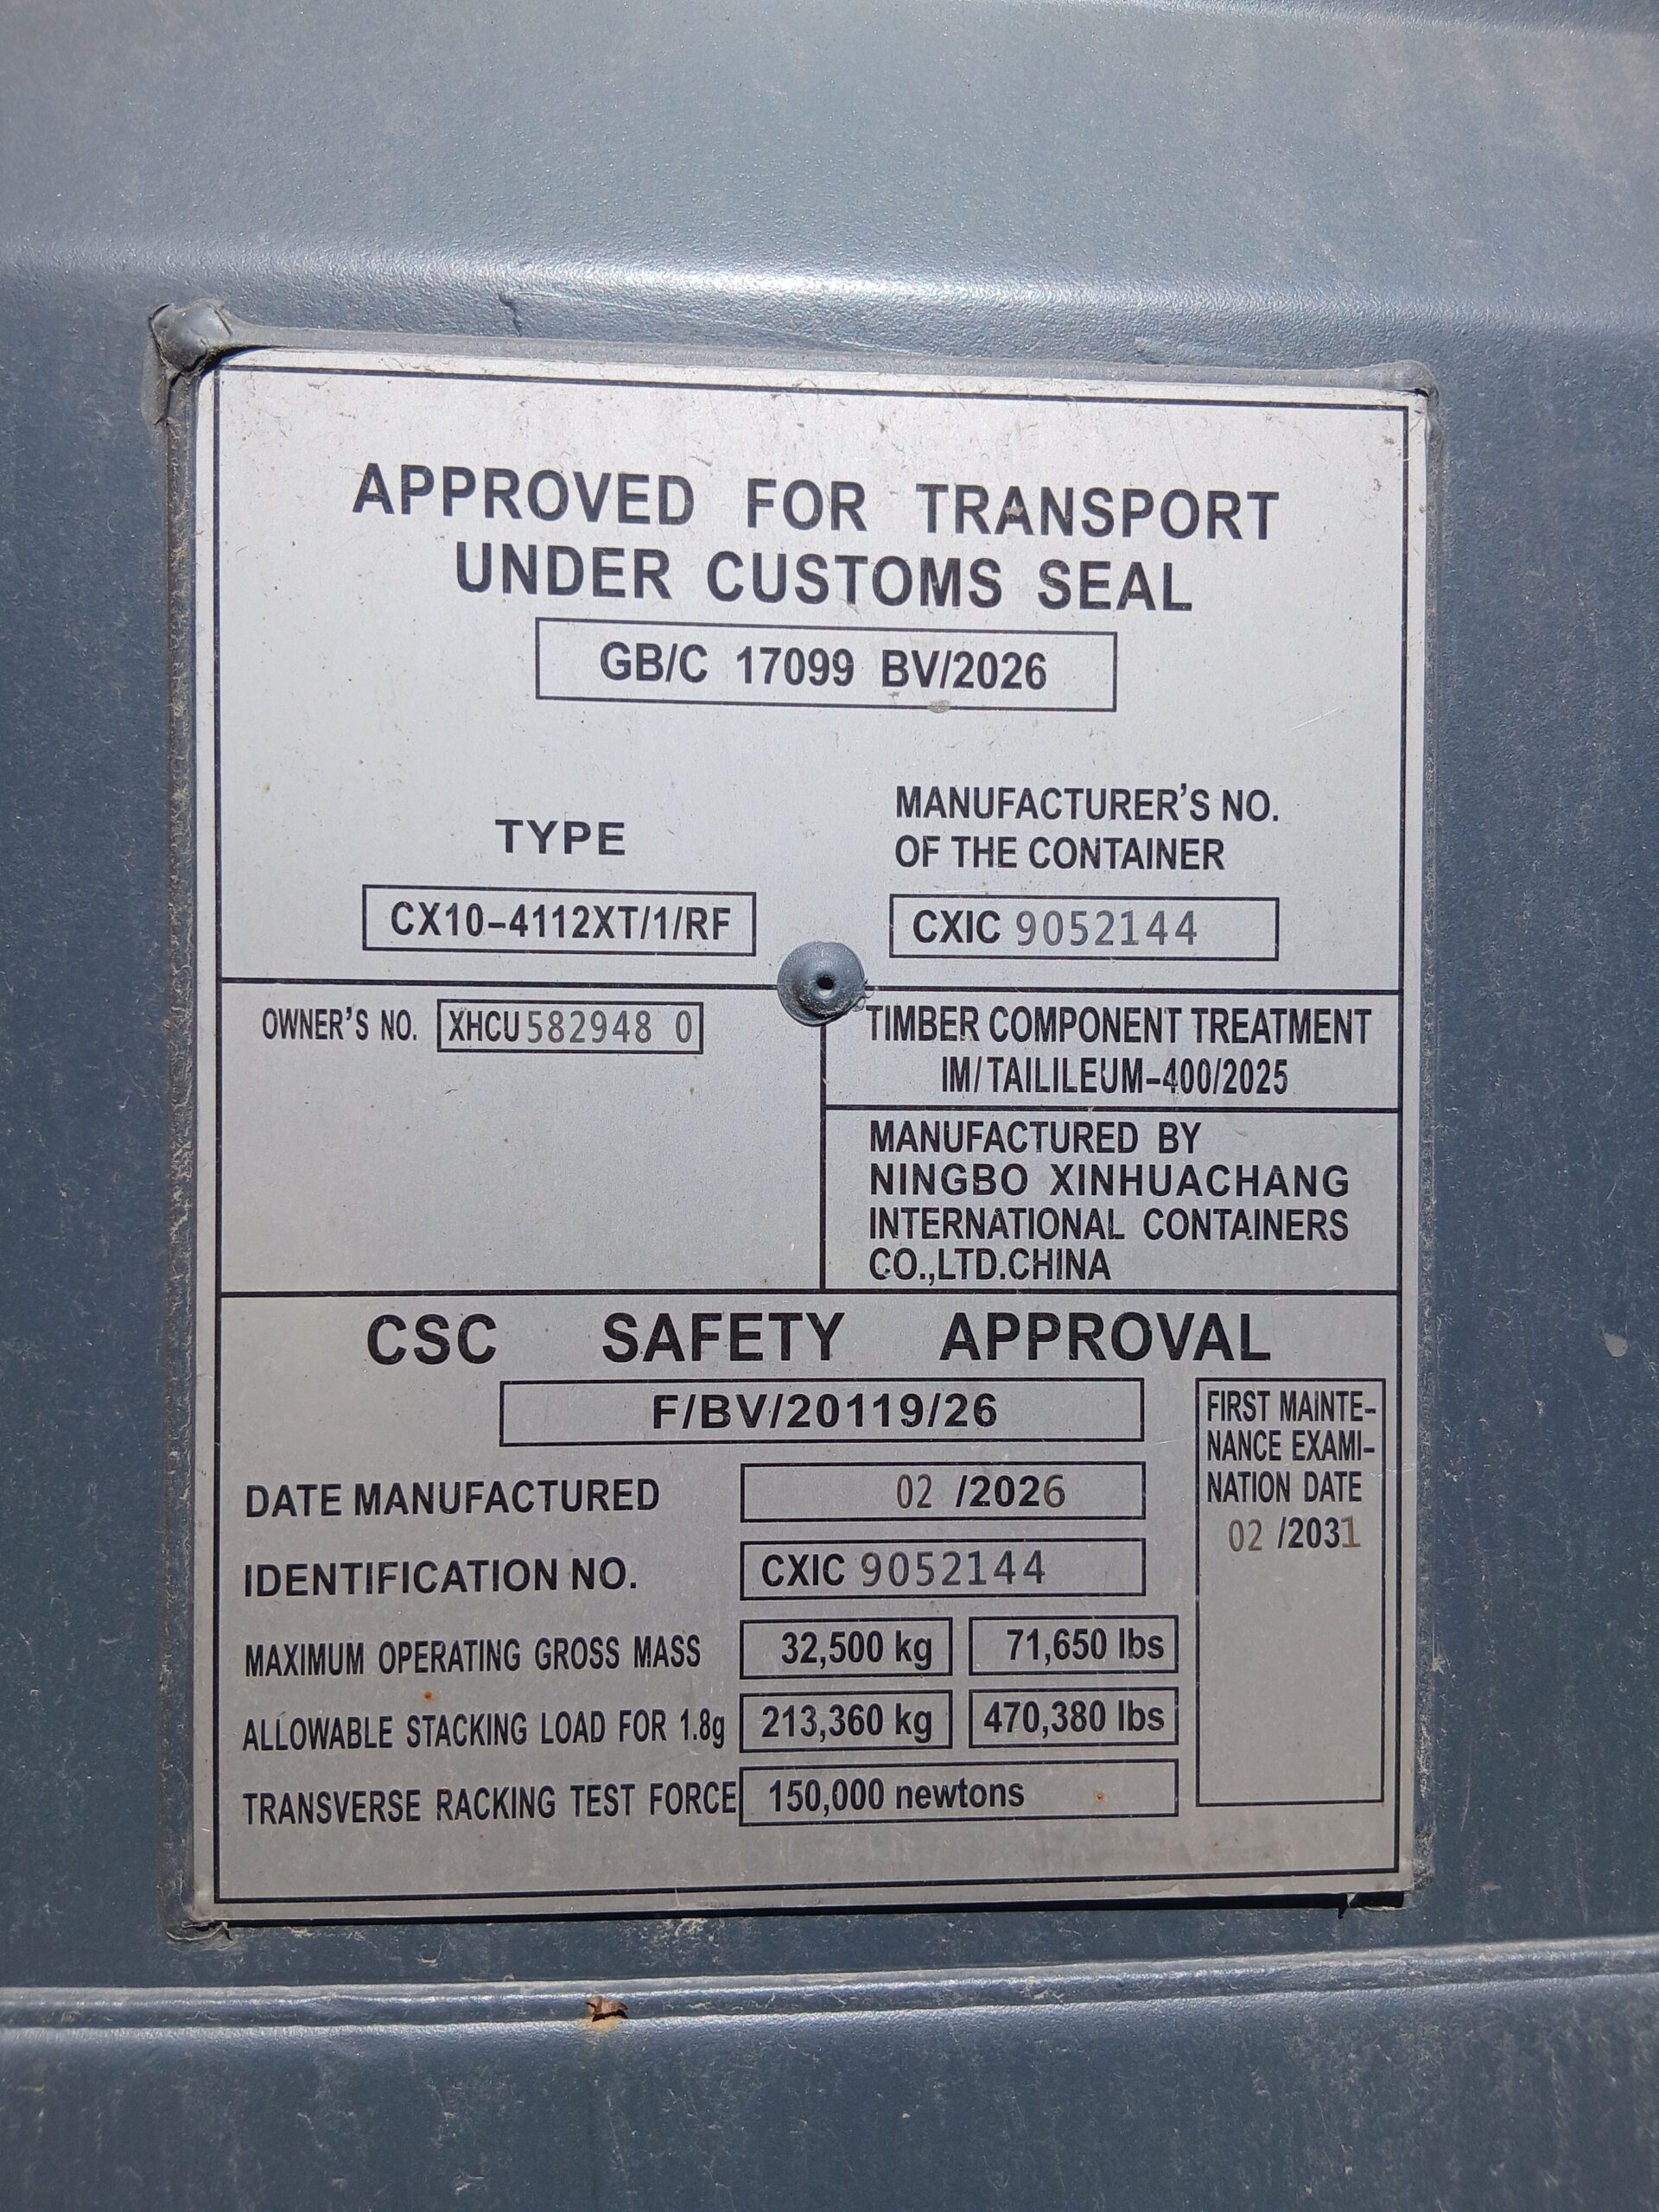 APPROVED FOR TRANSPORT
UNDER CUSTOMS SEAL
GB/C 17099 BV/2026
TYPE
CX10-4112XT/1/RF
MANUFACTURER'S NO.
OF THE CONTAINER
CXIC 9052144
OWNER'S NO. XHCU 582948 0
TIMBER COMPONENT TREATMENT
IM/TAILILEUM-400/2025
MANUFACTURED BY
NINGBO XINHUACHANG
INTERNATIONAL CONTAINERS
CO.,LTD.CHINA
CSC SAFETY APPROVAL
F/BV/20119/26
DATE MANUFACTURED 02 /2026
IDENTIFICATION NO. CXIC 9052144
MAXIMUM OPERATING GROSS MASS 32,500 kg 71,650 lbs
ALLOWABLE STACKING LOAD FOR 1.8g 213,360 kg 470,380 lbs
TRANSVERSE RACKING TEST FORCE 150,000 newtons
FIRST MAINTE-
NANCE EXAMI-
NATION DATE
02 /2031